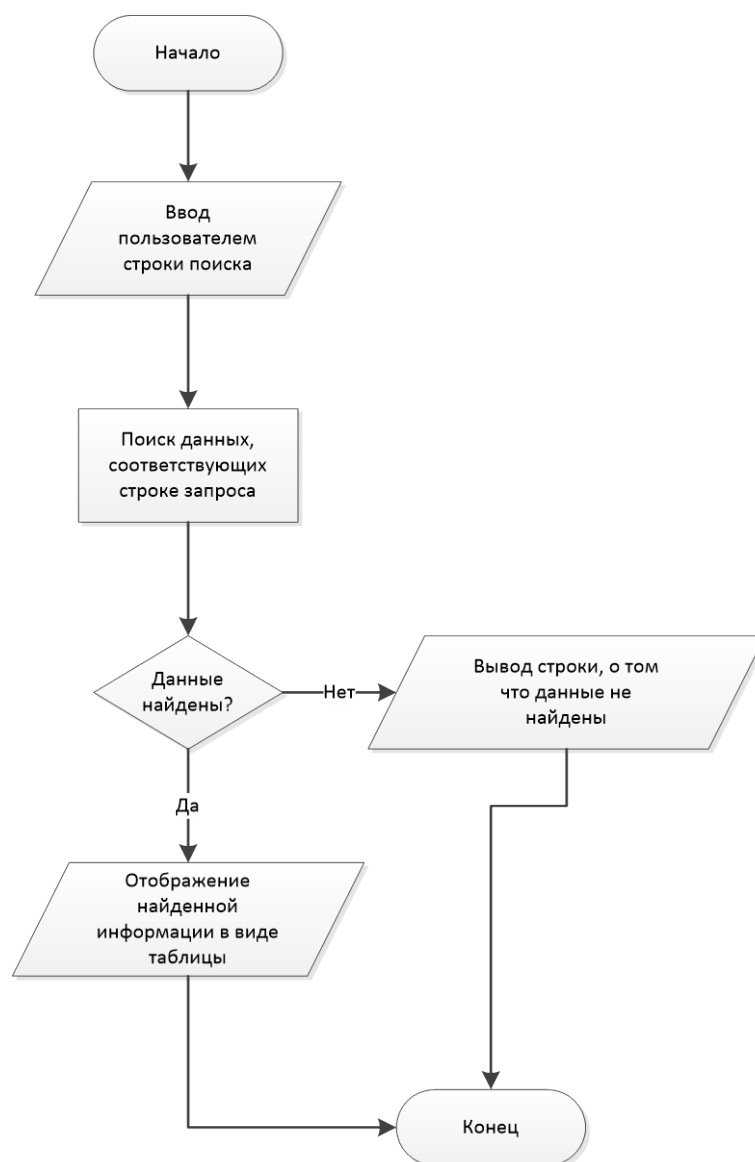 Начало
Ввод
пользователем
строки поиска
Поиск данных,
соответствующих
строке запроса
Данные
найдены?
Нет
Вывод строки, о том
что данные не
найдены
Да
Отображение
найденной
информации в виде
таблицы
Конец